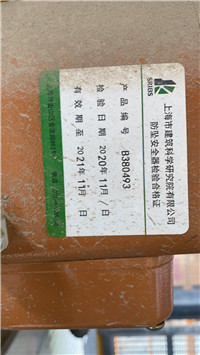 SRIBS
上海市建筑科学研究院有限公司
防坠安全器检验合格证
产品编号 B380493
检验日期 2020年11月1日
有效期至 2021年11月 日